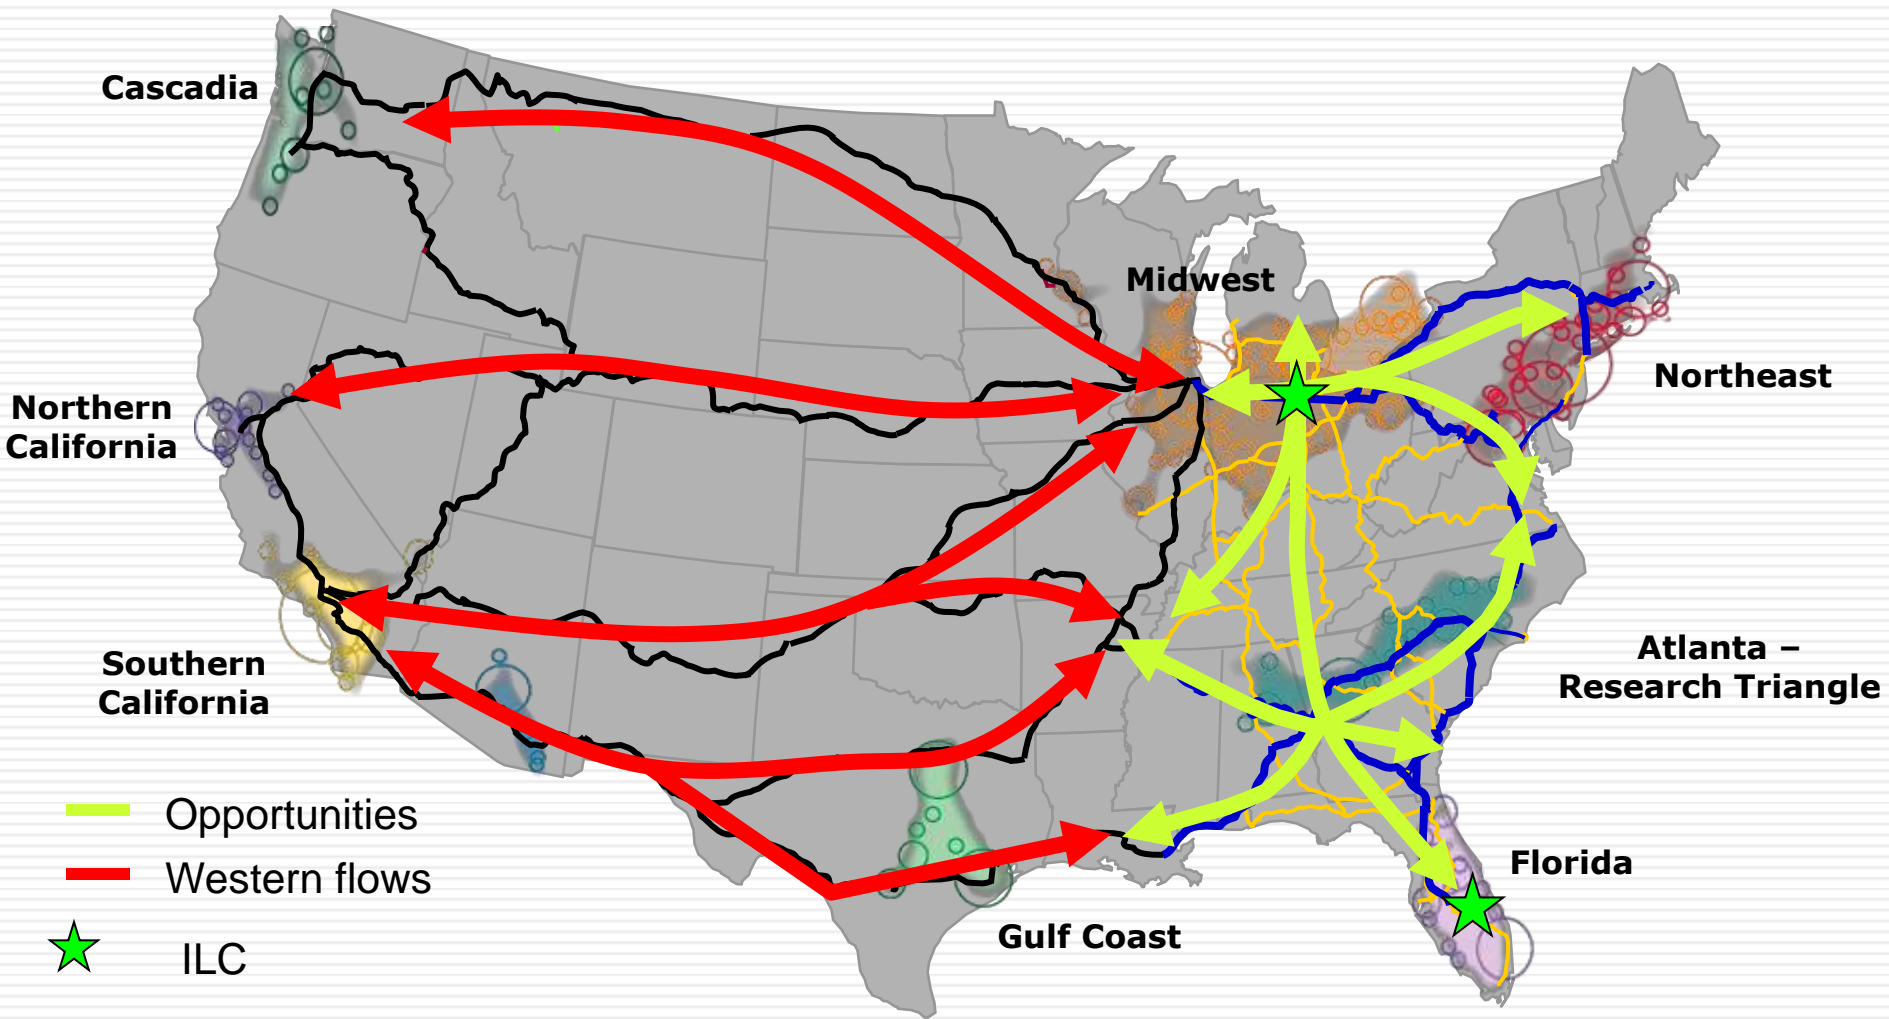 Cascadia
Midwest
Northeast
Northern
California
Southern
California
Atlanta –
Research Triangle
Opportunities
Western flows
Florida
Gulf Coast
ILC